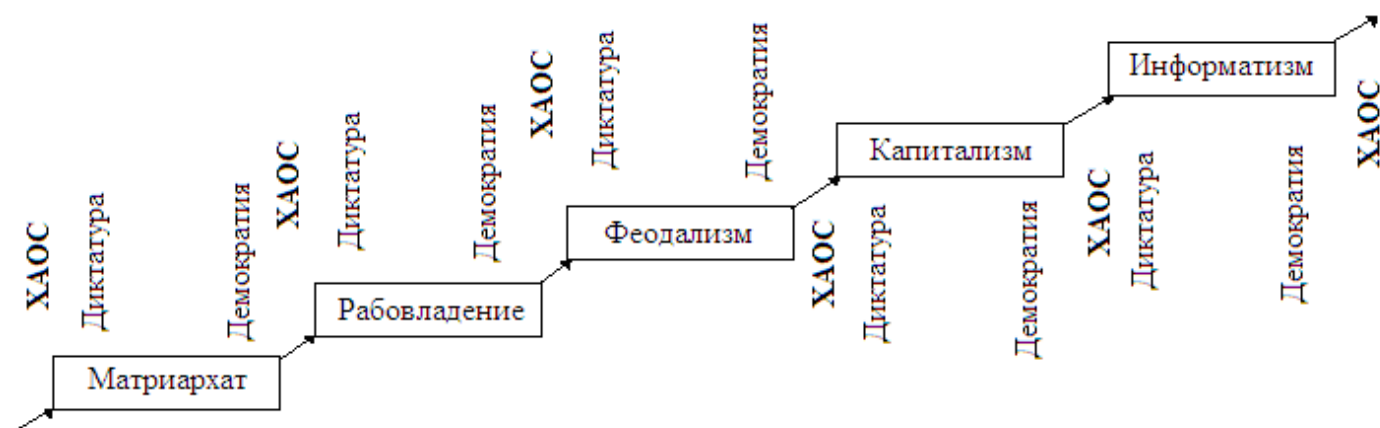 ХАОС
Диктатура
Демократия
Матриархат
ХАОС
Диктатура
Демократия
Рабовладение
ХАОС
Диктатура
Демократия
Феодализм
ХАОС
Диктатура
Демократия
Капитализм
ХАОС
Диктатура
Демократия
Информатизм
ХАОС